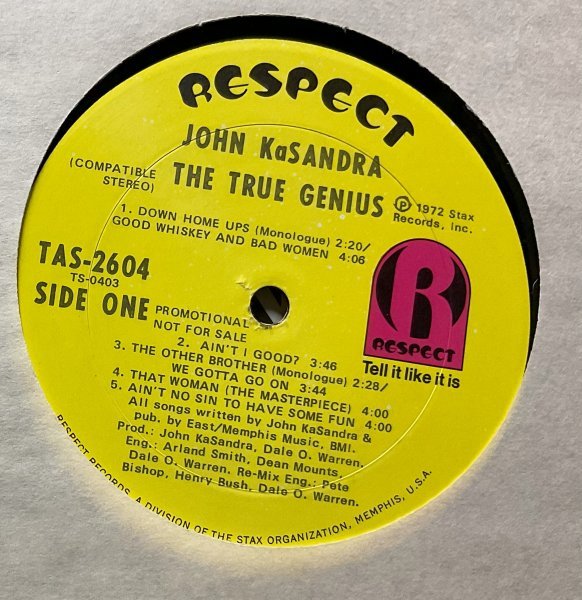 RESPECT
JOHN KaSANDRA
(COMPATIBLE
STEREO)
THE TRUE GENIUS
Ⓟ 1972 Stax
Records, Inc.
1. DOWN HOME UPS (Monologue) 2:20/
GOOD WHISKEY AND BAD WOMEN 4:06
TAS-2604
TS-0403
SIDE ONE
PROMOTIONAL
NOT FOR SALE
R
RESPECT
Tell it like it is
2. AIN'T I GOOD? 3:46
3. THE OTHER BROTHER (Monologue) 2:28/
WE GOTTA GO ON 3:44
4. THAT WOMAN (THE MASTERPIECE) 4:00
5. AIN'T NO SIN TO HAVE SOME FUN 4:00
All songs written by John KaSandra &
pub. by East/Memphis Music, BMI.
Prod.: John KaSandra, Dale O. Warren.
Eng.: Arland Smith, Dean Mounts,
Dale O. Warren. Re-Mix Eng.: Pete
Bishop, Henry Bush, Dale O. Warren.
RESPECT RECORDS, A DIVISION OF THE STAX ORGANIZATION, MEMPHIS, U.S.A.